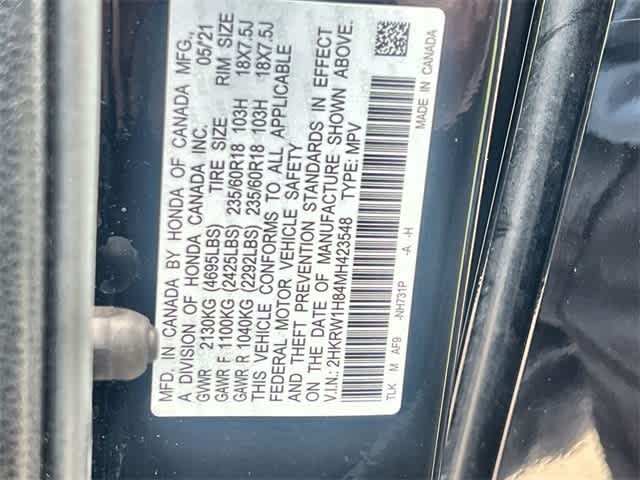 MFD. IN CANADA BY HONDA OF CANADA MFG.,
A DIVISION OF HONDA CANADA INC. 05/21
GVWR 2130KG (4695LBS) TIRE SIZE RIM SIZE
GAWR F 1100KG (2425LBS) 235/60R18 103H 18X7.5J
GAWR R 1040KG (2292LBS) 235/60R18 103H 18X7.5J
THIS VEHICLE CONFORMS TO ALL APPLICABLE
FEDERAL MOTOR VEHICLE SAFETY
AND THEFT PREVENTION STANDARDS IN EFFECT
ON THE DATE OF MANUFACTURE SHOWN ABOVE.
V.I.N.: 2HKRW1H84MH423548 TYPE: MPV
TLK M AF9 -NH731P -A -H
MADE IN CANADA